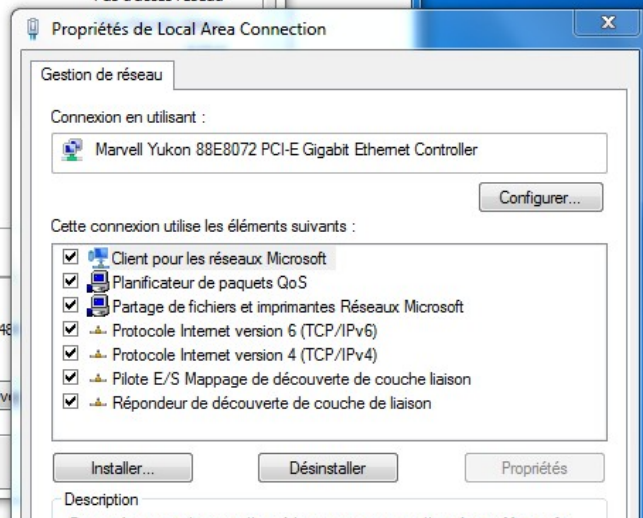 Propriétés de Local Area Connection
x
Gestion de réseau
Connexion en utilisant :
Marvell Yukon 88E8072 PCI-E Gigabit Ethernet Controller
Configurer...
Cette connexion utilise les éléments suivants :
Client pour les réseaux Microsoft
Planificateur de paquets QoS
Partage de fichiers et imprimantes Réseaux Microsoft
Protocole Internet version 6 (TCP/IPv6)
48
Protocole Internet version 4 (TCP/IPv4)
Pilote E/S Mappage de découverte de couche liaison
Répondeur de découverte de couche de liaison
Installer...
Désinstaller
Propriétés
Description